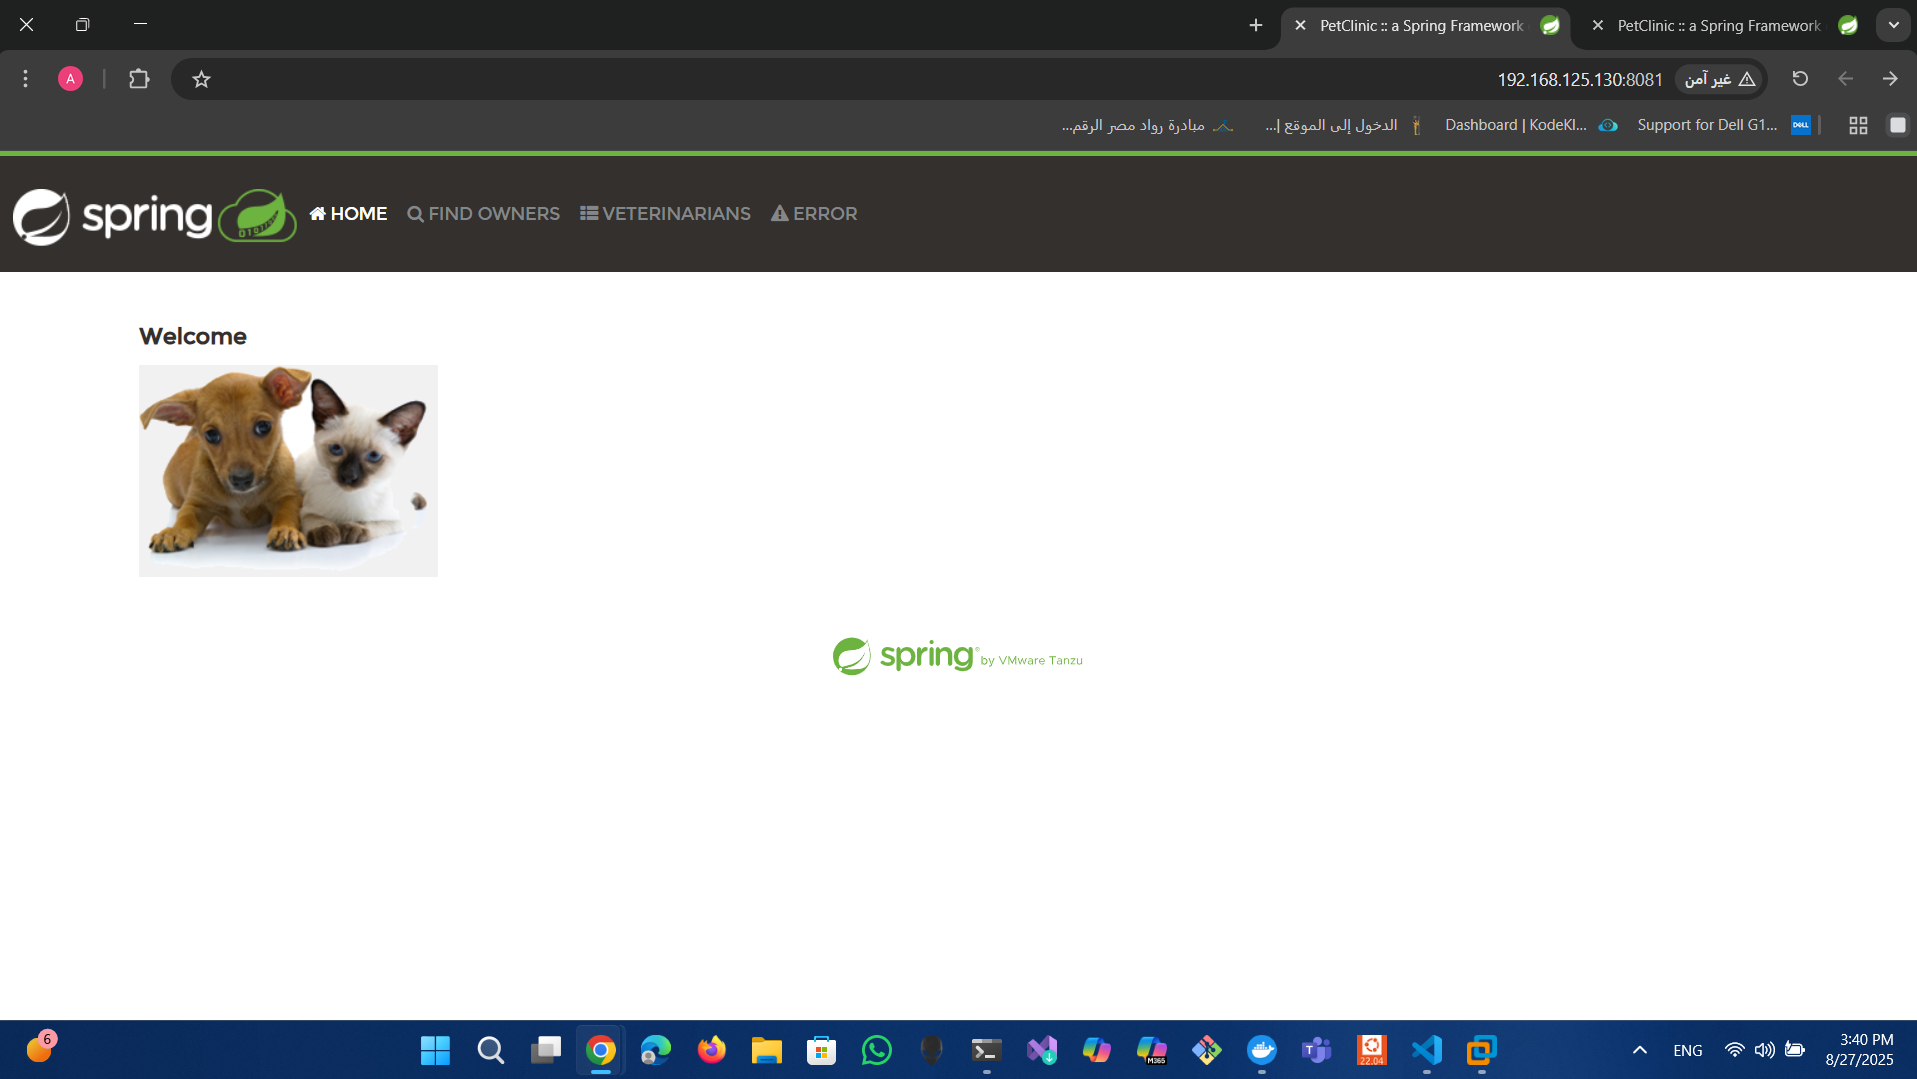 PetClinic :: a Spring Framework
PetClinic :: a Spring Framework
A
192.168.125.130:8081
غير آمن
مبادرة رواد مصر الرقم...
الدخول إلى الموقع |...
Dashboard | KodeKl...
Support for Dell G1...
DELL
spring
HOME
FIND OWNERS
VETERINARIANS
ERROR
Welcome
spring by VMware Tanzu
6
M365
T
22.04
ENG
3:40 PM
8/27/2025